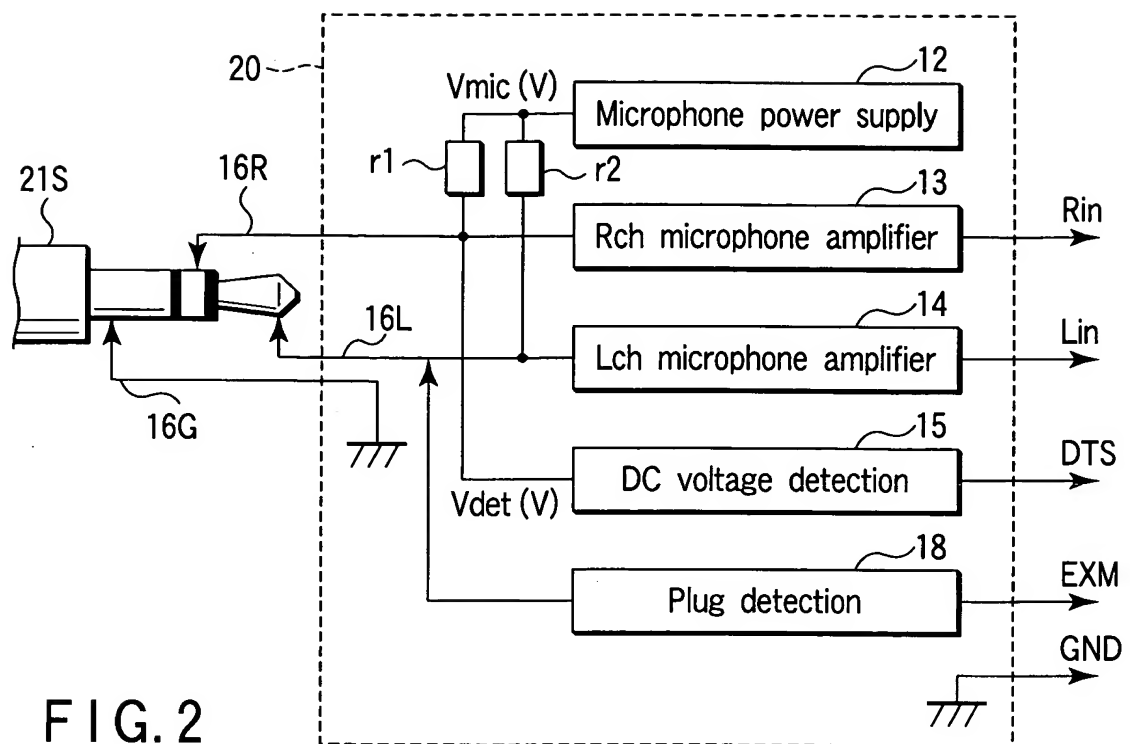 20
12
Vmic (V)
Microphone power supply
r1
r2
21S
16R
13
Rin
Rch microphone amplifier
16L
14
Lin
Lch microphone amplifier
16G
15
DTS
DC voltage detection
Vdet (V)
18
EXM
Plug detection
GND
FIG. 2